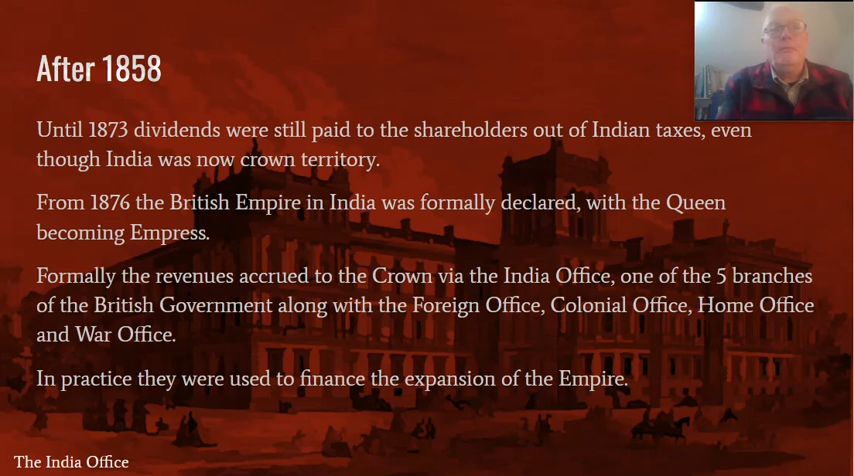 After 1858
Until 1873 dividends were still paid to the shareholders out of Indian taxes, even
though India was now crown territory.
From 1876 the British Empire in India was formally declared, with the Queen
becoming Empress.
Formally the revenues accrued to the Crown via the India Office, one of the 5 branches
of the British Government along with the Foreign Office, Colonial Office, Home Office
and War Office.
In practice they were used to finance the expansion of the Empire.
The India Office